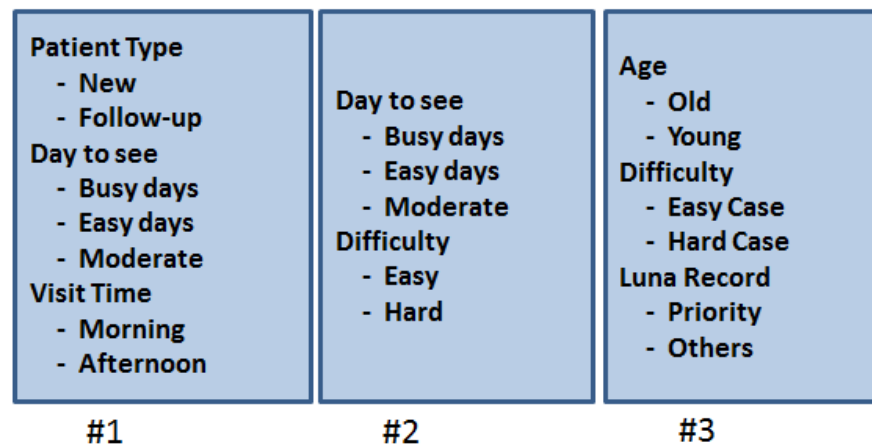 Patient Type
- New
- Follow-up
Day to see
- Busy days
- Easy days
- Moderate
Visit Time
- Morning
- Afternoon
#1
Day to see
- Busy days
- Easy days
- Moderate
Difficulty
- Easy
- Hard
#2
Age
- Old
- Young
Difficulty
- Easy Case
- Hard Case
Luna Record
- Priority
- Others
#3